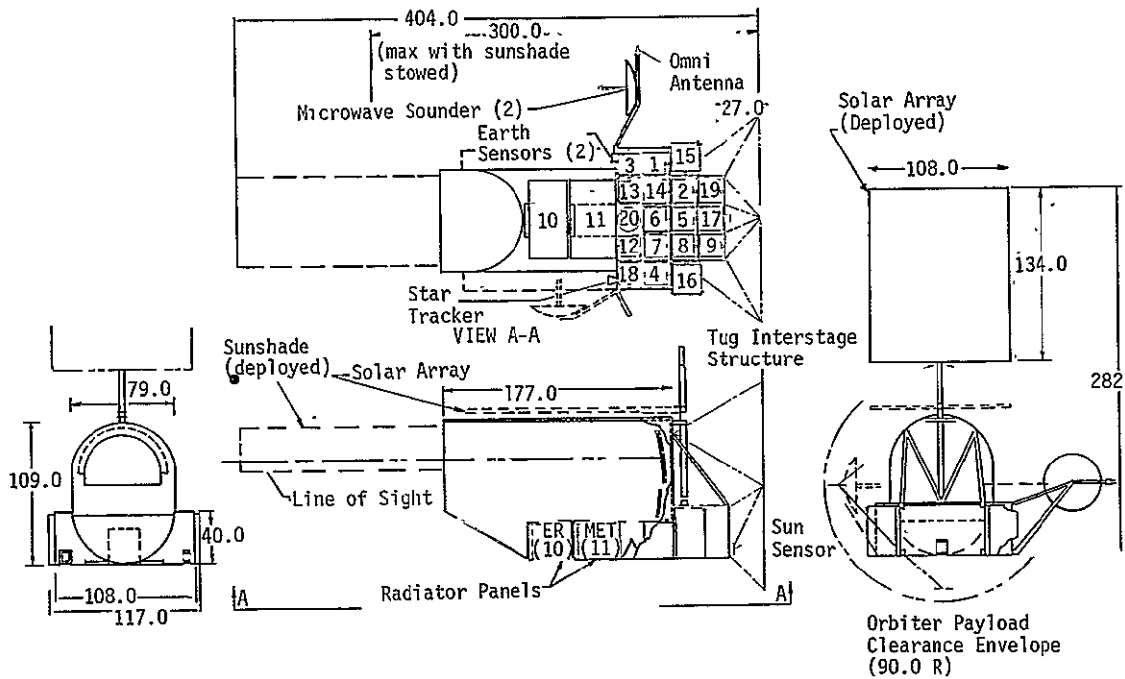 404.0
300.0
(max with sunshade
stowed)
Omni
Antenna
Microwave Sounder (2)
27.0
Solar Array
(Deployed)
Earth
Sensors (2)
108.0
3 1 15
13 14 2 19
10 11 20 6 5 17
12 7 8 9
18 4 16
134.0
Star
Tracker
VIEW A-A
Tug Interstage
Structure
Sunshade
(deployed)
Solar Array
79.0
177.0
282
109.0
Line of Sight
40.0
ER
(10)
MET
(11)
Sun
Sensor
108.0
117.0
A
Radiator Panels
A
Orbiter Payload
Clearance Envelope
(90.0 R)